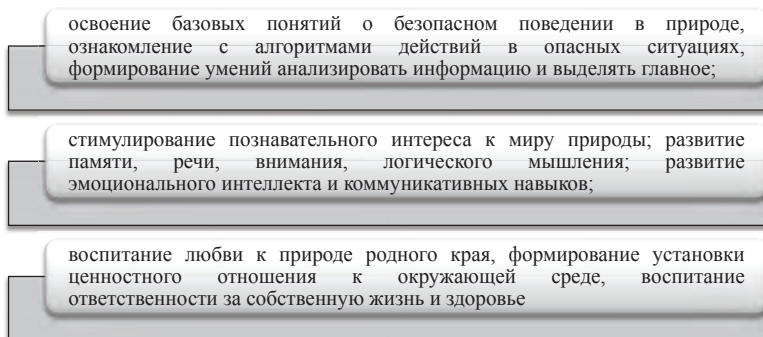 освоение базовых понятий о безопасном поведении в природе,
ознакомление с алгоритмами действий в опасных ситуациях,
формирование умений анализировать информацию и выделять главное;
стимулирование познавательного интереса к миру природы; развитие
памяти, речи, внимания, логического мышления; развитие
эмоционального интеллекта и коммуникативных навыков;
воспитание любви к природе родного края, формирование установки
ценностного отношения к окружающей среде, воспитание
ответственности за собственную жизнь и здоровье